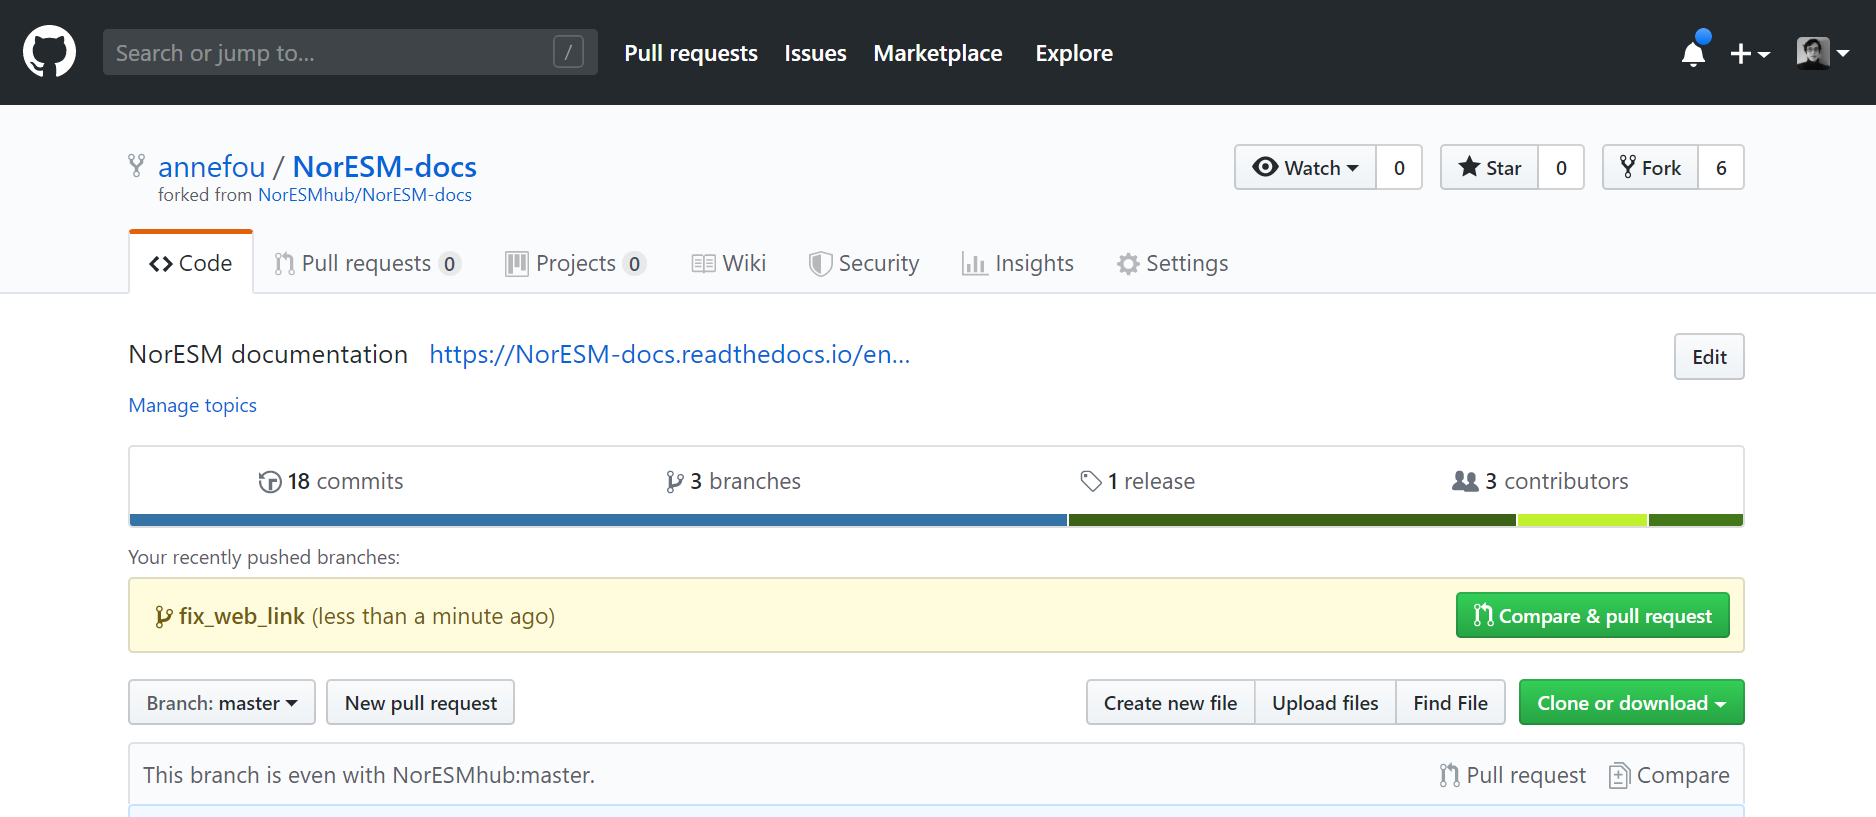 Search or jump to... /
Pull requests Issues Marketplace Explore
annefou / NorESM-docs
forked from NorESMhub/NorESM-docs
Watch 0 Star 0 Fork 6
Code Pull requests 0 Projects 0 Wiki Security Insights Settings
NorESM documentation https://NorESM-docs.readthedocs.io/en...
Edit
Manage topics
18 commits 3 branches 1 release 3 contributors
Your recently pushed branches:
fix_web_link (less than a minute ago) Compare & pull request
Branch: master New pull request Create new file Upload files Find File Clone or download
This branch is even with NorESMhub:master. Pull request Compare